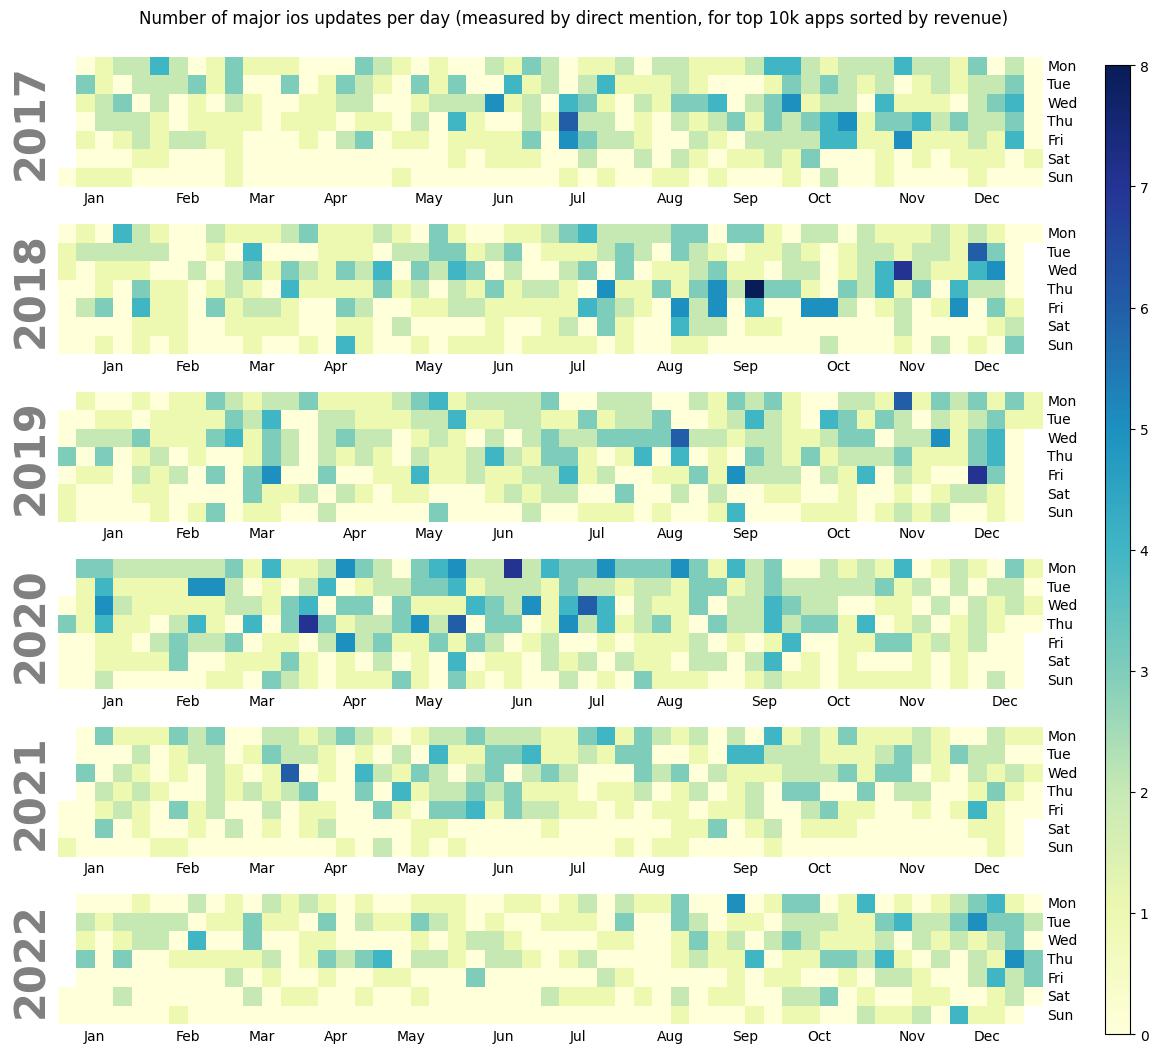 Number of major ios updates per day (measured by direct mention, for top 10k apps sorted by revenue)
2017
Mon
Tue
Wed
Thu
Fri
Sat
Sun
Jan Feb Mar Apr May Jun Jul Aug Sep Oct Nov Dec
2018
Mon
Tue
Wed
Thu
Fri
Sat
Sun
Jan Feb Mar Apr May Jun Jul Aug Sep Oct Nov Dec
2019
Mon
Tue
Wed
Thu
Fri
Sat
Sun
Jan Feb Mar Apr May Jun Jul Aug Sep Oct Nov Dec
2020
Mon
Tue
Wed
Thu
Fri
Sat
Sun
Jan Feb Mar Apr May Jun Jul Aug Sep Oct Nov Dec
2021
Mon
Tue
Wed
Thu
Fri
Sat
Sun
Jan Feb Mar Apr May Jun Jul Aug Sep Oct Nov Dec
2022
Mon
Tue
Wed
Thu
Fri
Sat
Sun
Jan Feb Mar Apr May Jun Jul Aug Sep Oct Nov Dec
8
7
6
5
4
3
2
1
0